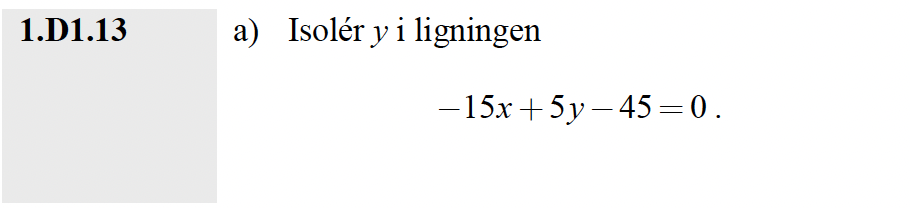 1.D1.13 a) Isolér y i ligningen
−15x + 5y − 45 = 0 .